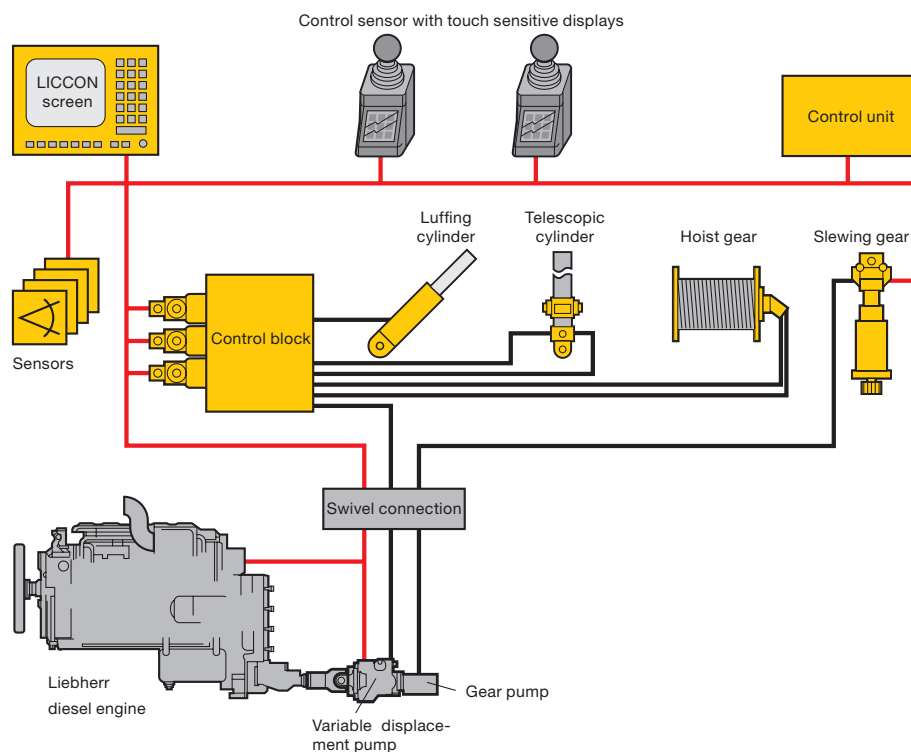 Control sensor with touch sensitive displays
LICCON
screen
Control unit
Luffing
cylinder
Telescopic
cylinder
Hoist gear
Slewing gear
Control block
Sensors
Swivel connection
Liebherr
diesel engine
Gear pump
Variable displace-
ment pump